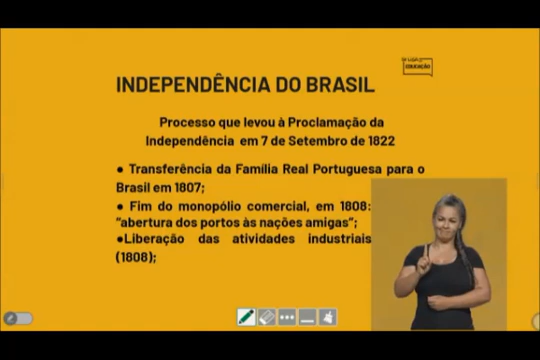 EDUCAÇÃO
INDEPENDÊNCIA DO BRASIL
Processo que levou à Proclamação da
Independência em 7 de Setembro de 1822
● Transferência da Família Real Portuguesa para o
Brasil em 1807;
● Fim do monopólio comercial, em 1808:
“abertura dos portos às nações amigas”;
●Liberação das atividades industriais
(1808);